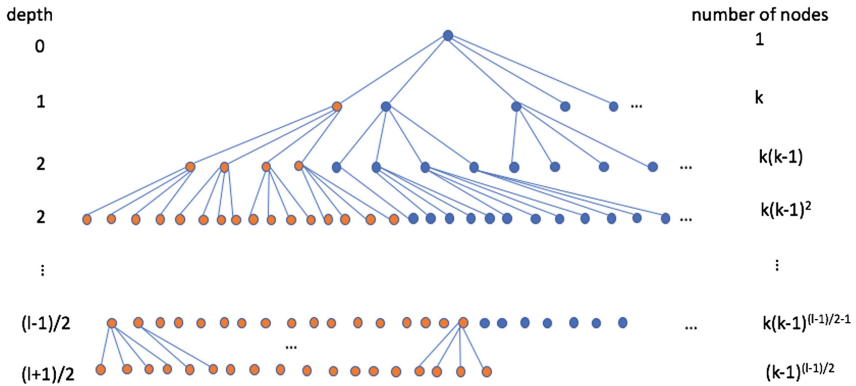 depth number of nodes
0 1
1 k
2 k(k-1)
2 k(k-1)²
⋮ ⋮
(l-1)/2 k(k-1)^{(l-1)/2-1}
(l+1)/2 (k-1)^{(l-1)/2}
...
...
...
...
...